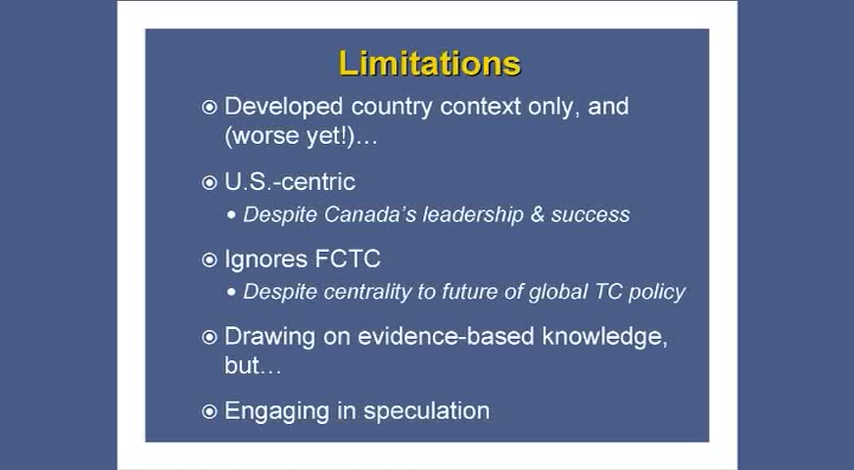 Limitations
Developed country context only, and
(worse yet!)…
U.S.-centric
• Despite Canada's leadership & success
Ignores FCTC
• Despite centrality to future of global TC policy
Drawing on evidence-based knowledge,
but…
Engaging in speculation